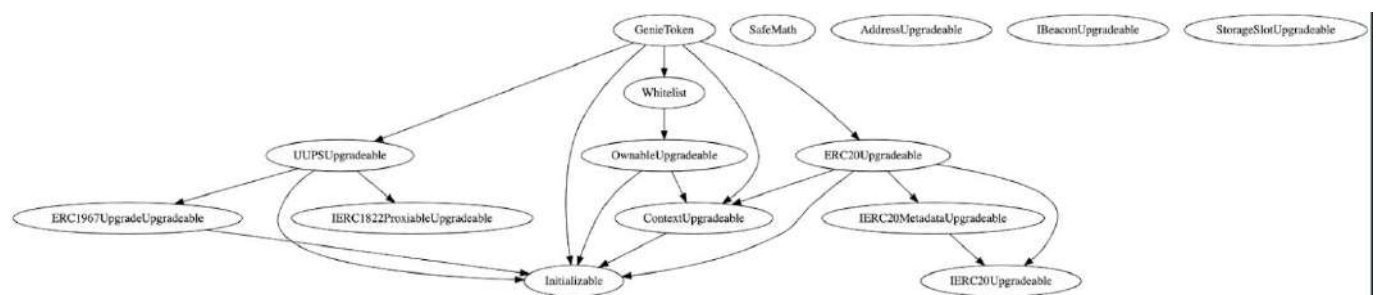 GenieToken SafeMath AddressUpgradeable IBeaconUpgradeable StorageSlotUpgradeable
Whitelist
UUPSUpgradeable OwnableUpgradeable ERC20Upgradeable
ERC1967UpgradeUpgradeable IERC1822ProxiableUpgradeable ContextUpgradeable IERC20MetadataUpgradeable
Initializable IERC20Upgradeable